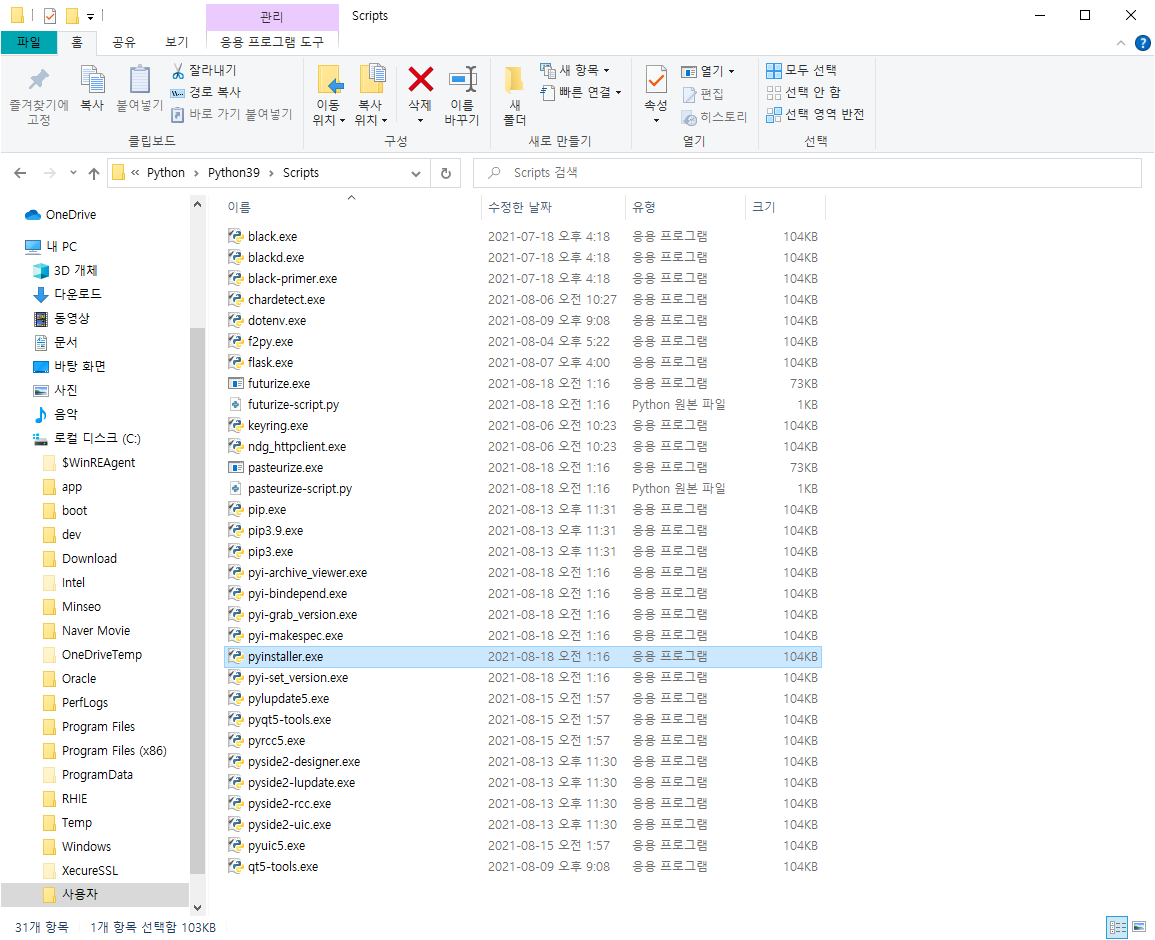 관리 Scripts
파일 홈 공유 보기 응용 프로그램 도구
즐겨찾기에 고정
복사
붙여넣기
잘라내기
경로 복사
바로 가기 붙여넣기
클립보드
이동 위치
복사 위치
삭제
이름 바꾸기
구성
새 폴더
새 항목
빠른 연결
새로 만들기
속성
열기
편집
히스토리
열기
모두 선택
선택 안 함
선택 영역 반전
선택
« Python › Python39 › Scripts
Scripts 검색
OneDrive
내 PC
3D 개체
다운로드
동영상
문서
바탕 화면
사진
음악
로컬 디스크 (C:)
$WinREAgent
app
boot
dev
Download
Intel
Minseo
Naver Movie
OneDriveTemp
Oracle
PerfLogs
Program Files
Program Files (x86)
ProgramData
RHIE
Temp
Windows
XecureSSL
사용자
이름 수정한 날짜 유형 크기
black.exe 2021-07-18 오후 4:18 응용 프로그램 104KB
blackd.exe 2021-07-18 오후 4:18 응용 프로그램 104KB
black-primer.exe 2021-07-18 오후 4:18 응용 프로그램 104KB
chardetect.exe 2021-08-06 오전 10:27 응용 프로그램 104KB
dotenv.exe 2021-08-09 오후 9:08 응용 프로그램 104KB
f2py.exe 2021-08-04 오후 5:22 응용 프로그램 104KB
flask.exe 2021-08-07 오후 4:00 응용 프로그램 104KB
futurize.exe 2021-08-18 오전 1:16 응용 프로그램 73KB
futurize-script.py 2021-08-18 오전 1:16 Python 원본 파일 1KB
keyring.exe 2021-08-06 오전 10:23 응용 프로그램 104KB
ndg_httpclient.exe 2021-08-06 오전 10:23 응용 프로그램 104KB
pasteurize.exe 2021-08-18 오전 1:16 응용 프로그램 73KB
pasteurize-script.py 2021-08-18 오전 1:16 Python 원본 파일 1KB
pip.exe 2021-08-13 오후 11:31 응용 프로그램 104KB
pip3.9.exe 2021-08-13 오후 11:31 응용 프로그램 104KB
pip3.exe 2021-08-13 오후 11:31 응용 프로그램 104KB
pyi-archive_viewer.exe 2021-08-18 오전 1:16 응용 프로그램 104KB
pyi-bindepend.exe 2021-08-18 오전 1:16 응용 프로그램 104KB
pyi-grab_version.exe 2021-08-18 오전 1:16 응용 프로그램 104KB
pyi-makespec.exe 2021-08-18 오전 1:16 응용 프로그램 104KB
pyinstaller.exe 2021-08-18 오전 1:16 응용 프로그램 104KB
pyi-set_version.exe 2021-08-18 오전 1:16 응용 프로그램 104KB
pylupdate5.exe 2021-08-15 오전 1:57 응용 프로그램 104KB
pyqt5-tools.exe 2021-08-15 오전 1:57 응용 프로그램 104KB
pyrcc5.exe 2021-08-15 오전 1:57 응용 프로그램 104KB
pyside2-designer.exe 2021-08-13 오후 11:30 응용 프로그램 104KB
pyside2-lupdate.exe 2021-08-13 오후 11:30 응용 프로그램 104KB
pyside2-rcc.exe 2021-08-13 오후 11:30 응용 프로그램 104KB
pyside2-uic.exe 2021-08-13 오후 11:30 응용 프로그램 104KB
pyuic5.exe 2021-08-15 오전 1:57 응용 프로그램 104KB
qt5-tools.exe 2021-08-09 오후 9:08 응용 프로그램 104KB
31개 항목 1개 항목 선택함 103KB